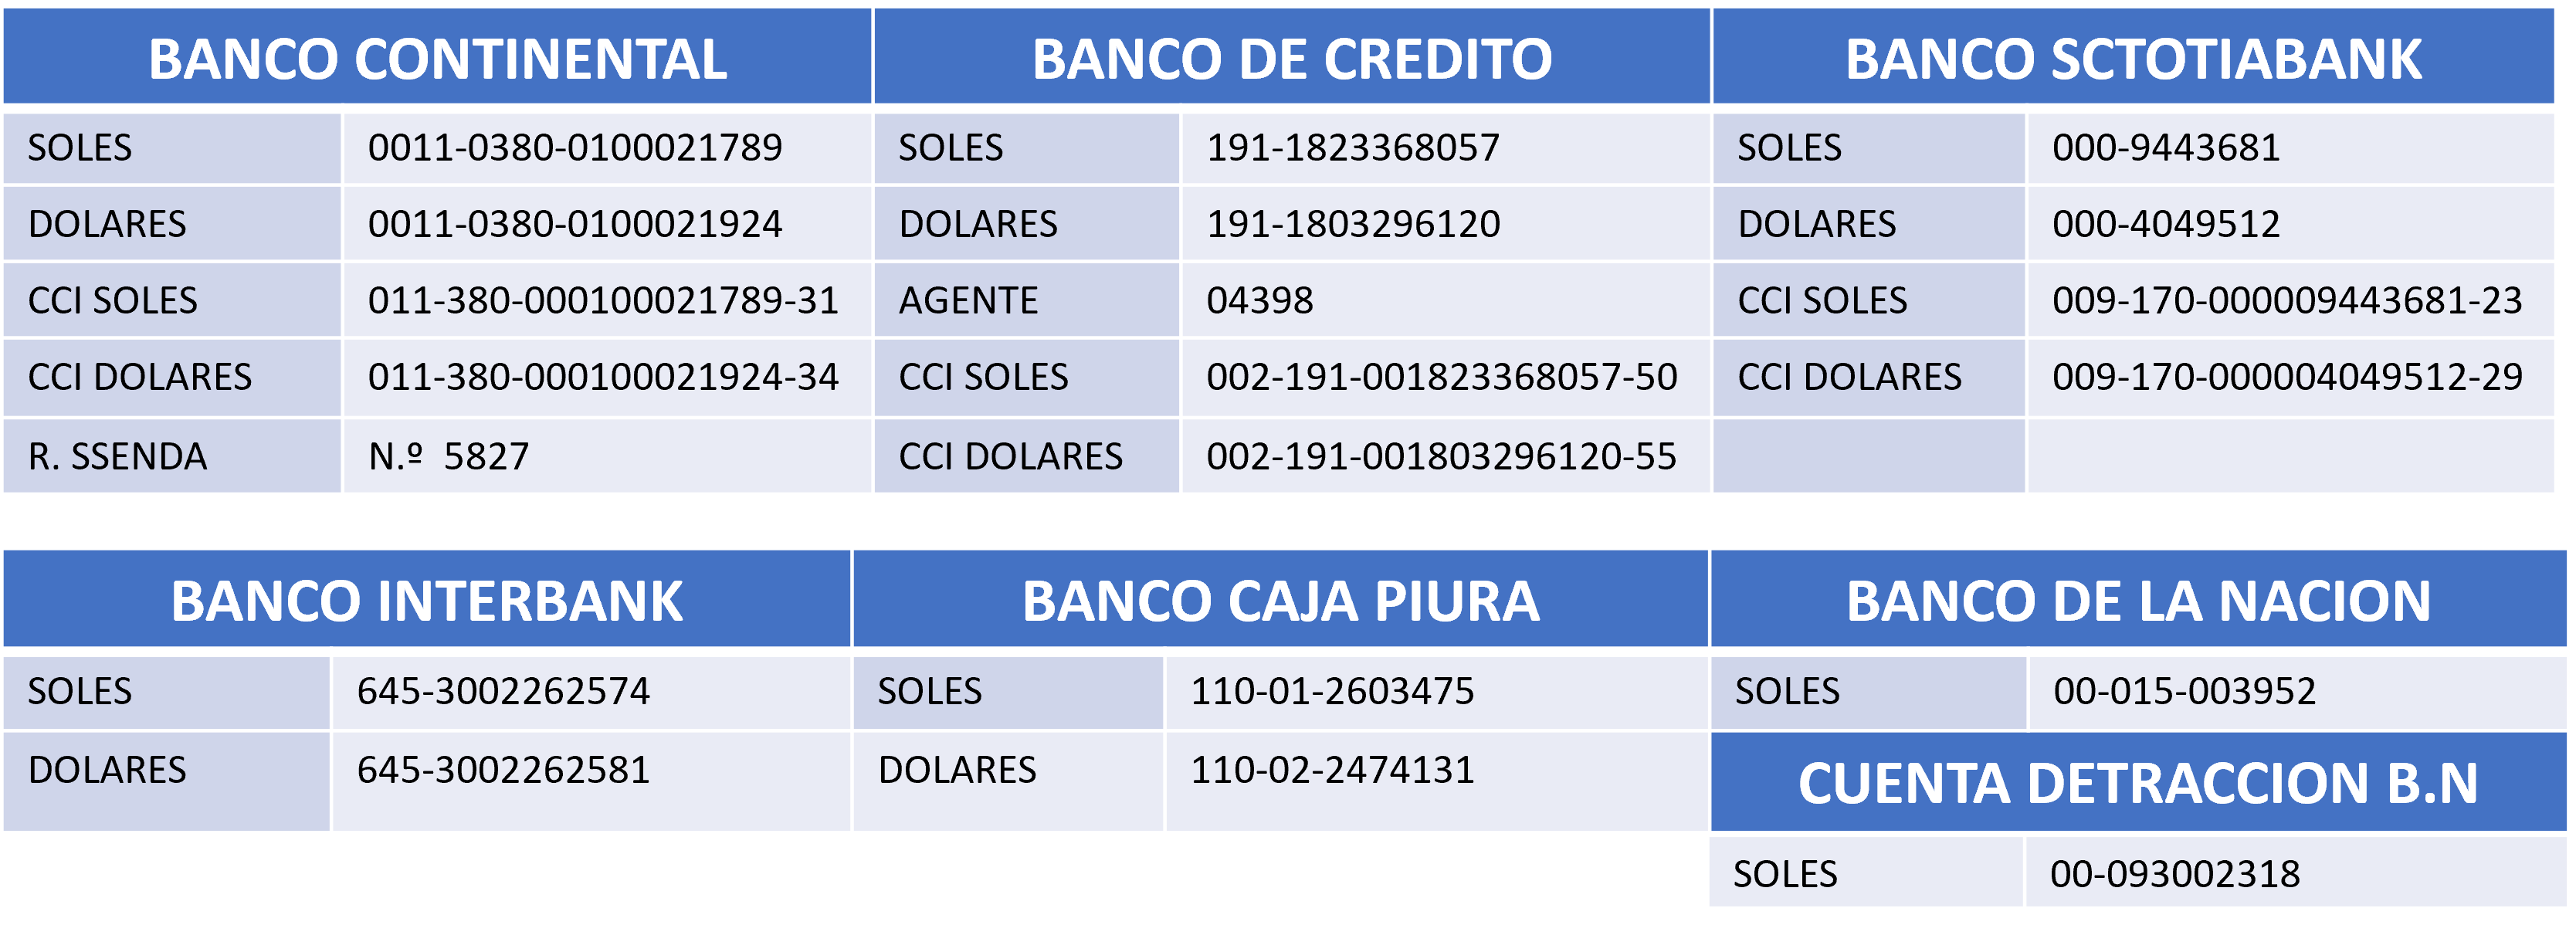 BANCO CONTINENTAL BANCO DE CREDITO BANCO SCTOTIABANK
SOLES 0011-0380-0100021789 SOLES 191-1823368057 SOLES 000-9443681
DOLARES 0011-0380-0100021924 DOLARES 191-1803296120 DOLARES 000-4049512
CCI SOLES 011-380-000100021789-31 AGENTE 04398 CCI SOLES 009-170-000009443681-23
CCI DOLARES 011-380-000100021924-34 CCI SOLES 002-191-001823368057-50 CCI DOLARES 009-170-000004049512-29
R. SSENDA N.º 5827 CCI DOLARES 002-191-001803296120-55
BANCO INTERBANK BANCO CAJA PIURA BANCO DE LA NACION
SOLES 645-3002262574 SOLES 110-01-2603475 SOLES 00-015-003952
DOLARES 645-3002262581 DOLARES 110-02-2474131 CUENTA DETRACCION B.N
SOLES 00-093002318